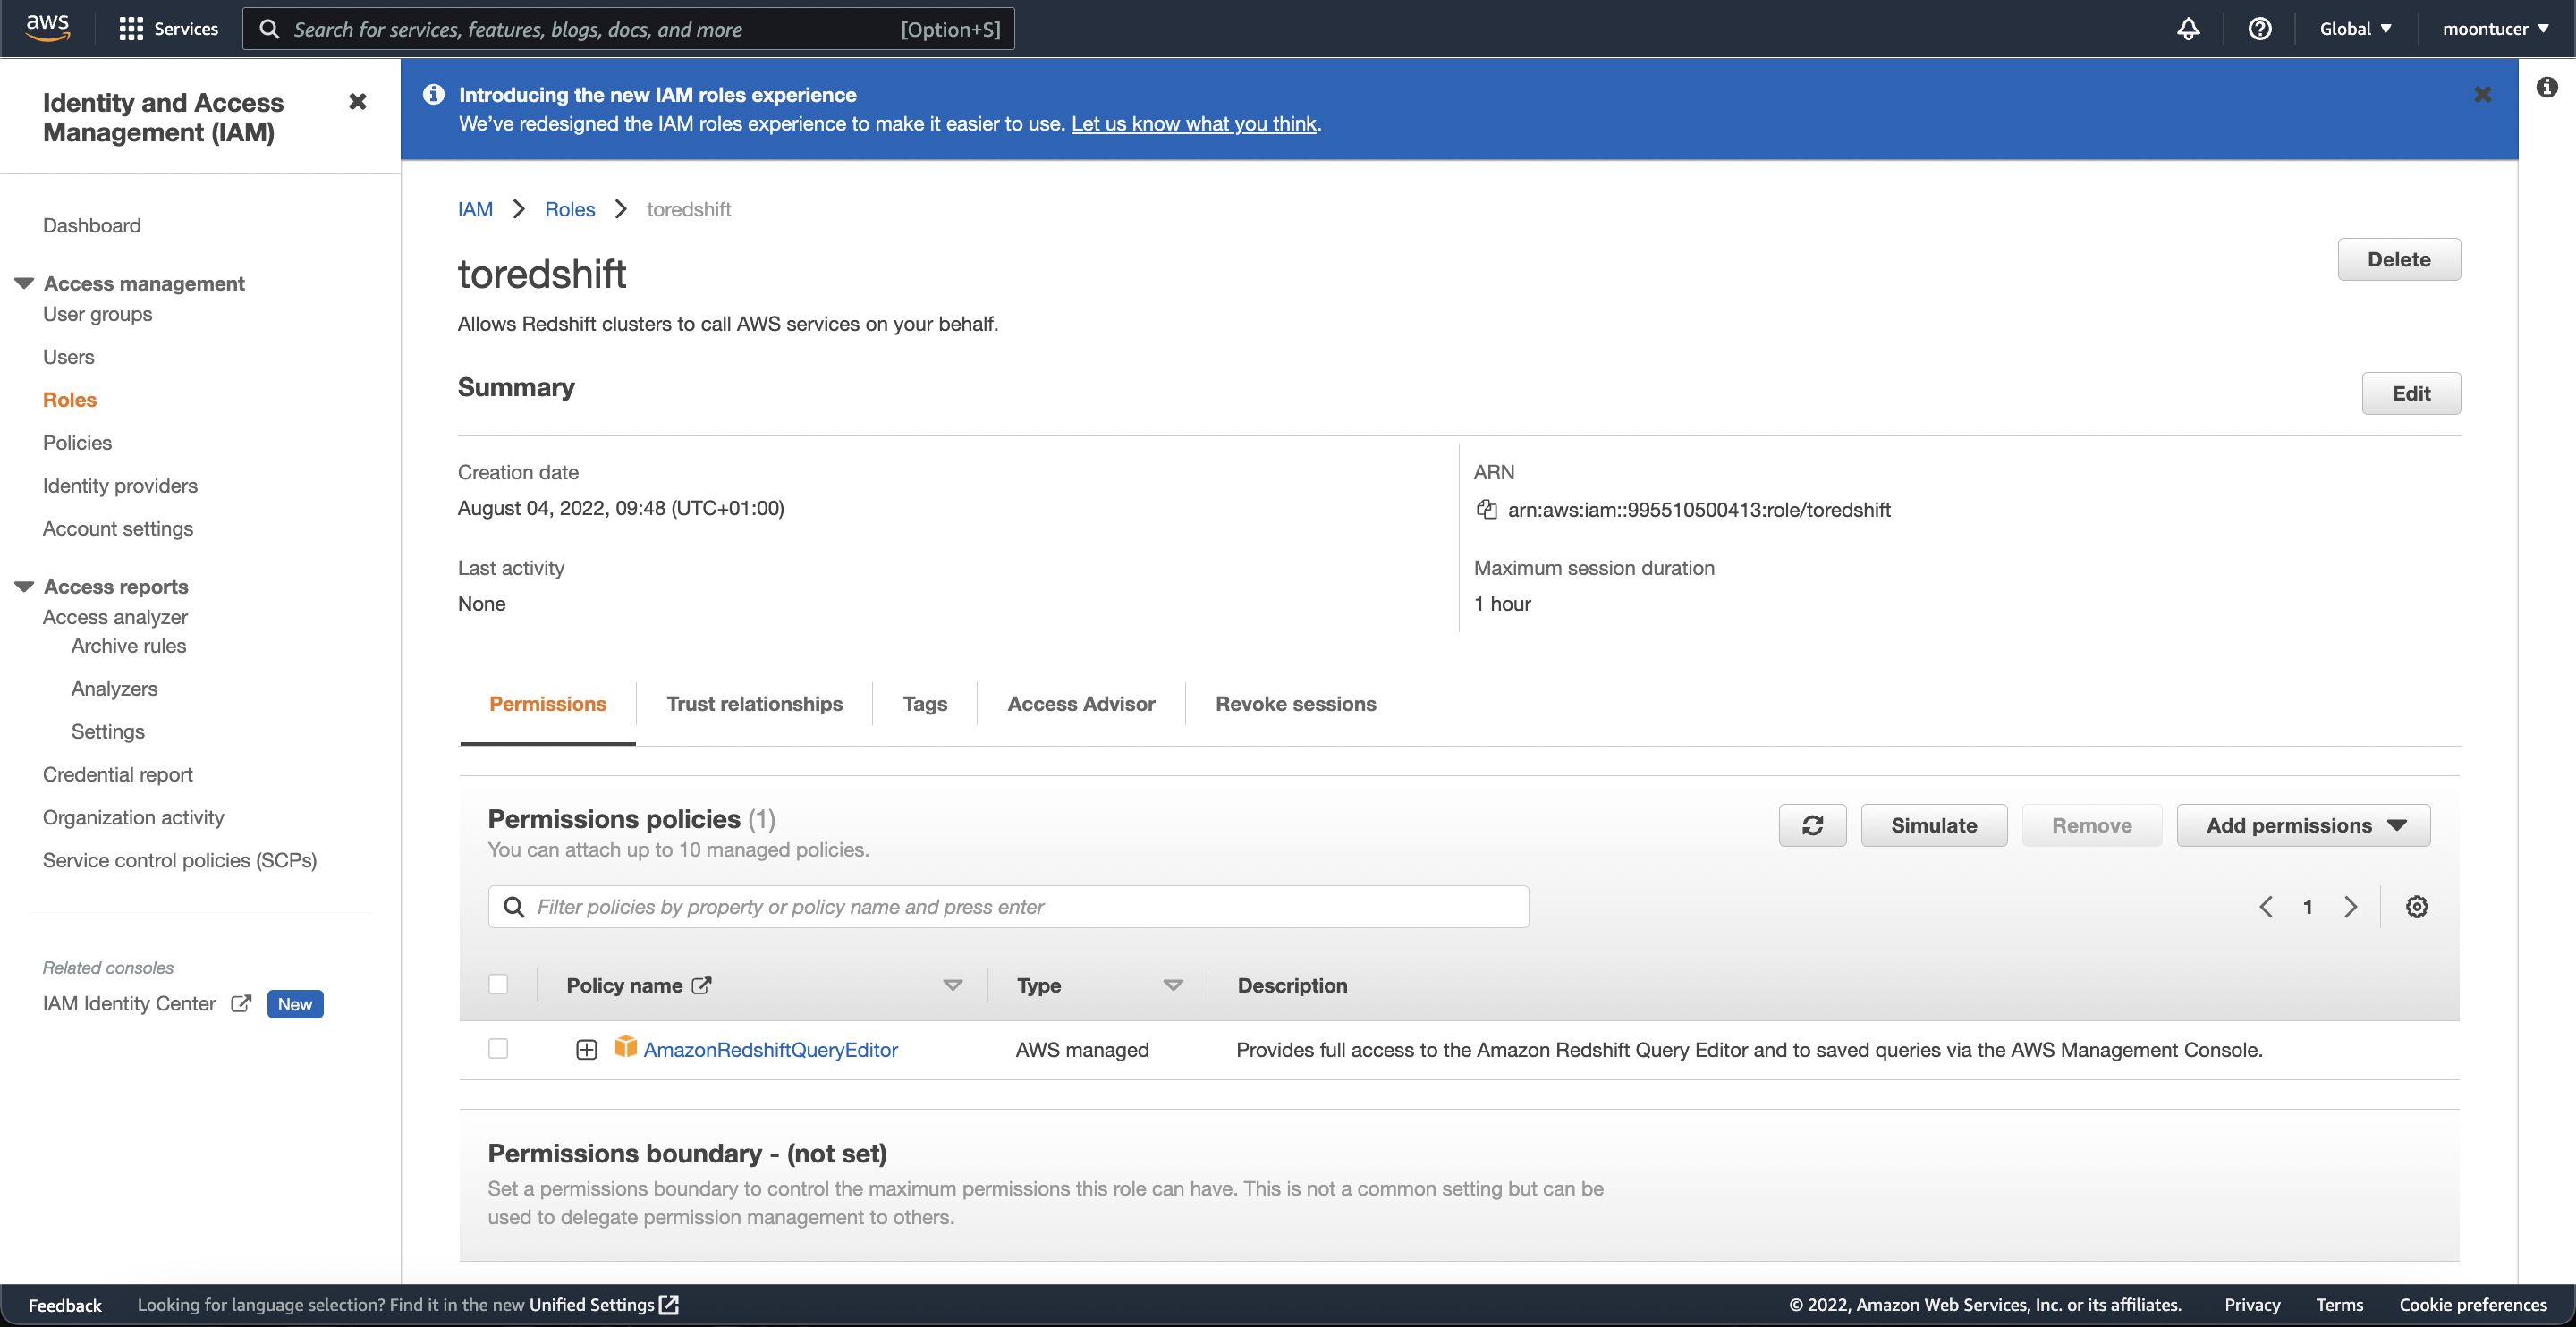 aws
Services
Search for services, features, blogs, docs, and more
[Option+S]
Global
moontucer
Identity and Access
Management (IAM)
Dashboard
Access management
User groups
Users
Roles
Policies
Identity providers
Account settings
Access reports
Access analyzer
Archive rules
Analyzers
Settings
Credential report
Organization activity
Service control policies (SCPs)
Related consoles
IAM Identity Center
New
Introducing the new IAM roles experience
We've redesigned the IAM roles experience to make it easier to use. Let us know what you think.
IAM
Roles
toredshift
toredshift
Delete
Allows Redshift clusters to call AWS services on your behalf.
Summary
Edit
Creation date
August 04, 2022, 09:48 (UTC+01:00)
ARN
arn:aws:iam::995510500413:role/toredshift
Last activity
None
Maximum session duration
1 hour
Permissions
Trust relationships
Tags
Access Advisor
Revoke sessions
Permissions policies (1)
You can attach up to 10 managed policies.
Simulate
Remove
Add permissions
Filter policies by property or policy name and press enter
1
Policy name
Type
Description
AmazonRedshiftQueryEditor
AWS managed
Provides full access to the Amazon Redshift Query Editor and to saved queries via the AWS Management Console.
Permissions boundary - (not set)
Set a permissions boundary to control the maximum permissions this role can have. This is not a common setting but can be
used to delegate permission management to others.
Feedback
Looking for language selection? Find it in the new Unified Settings
© 2022, Amazon Web Services, Inc. or its affiliates.
Privacy
Terms
Cookie preferences